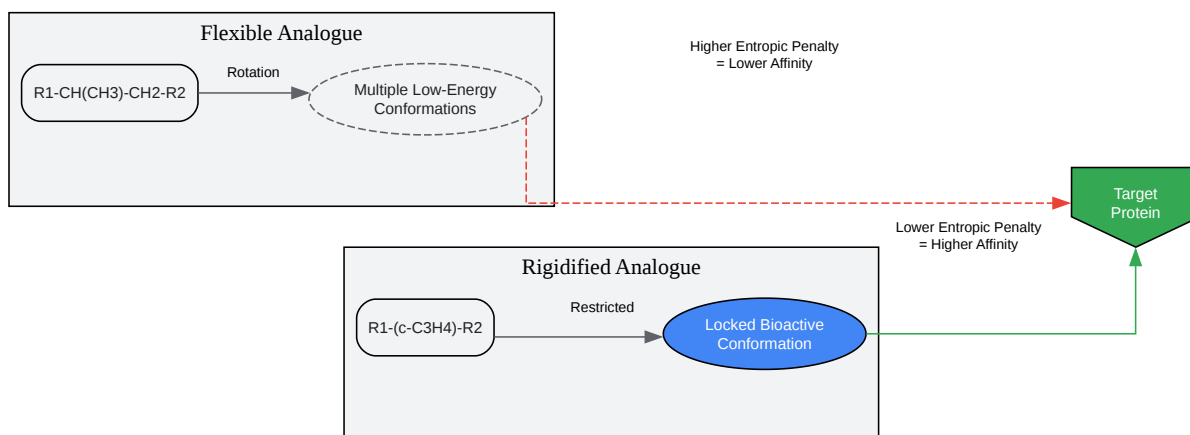 Flexible Analogue
R1-CH(CH3)-CH2-R2
Rotation
Multiple Low-Energy
Conformations
Higher Entropic Penalty
= Lower Affinity
Target
Protein
Lower Entropic Penalty
= Higher Affinity
Rigidified Analogue
R1-(c-C3H4)-R2
Restricted
Locked Bioactive
Conformation